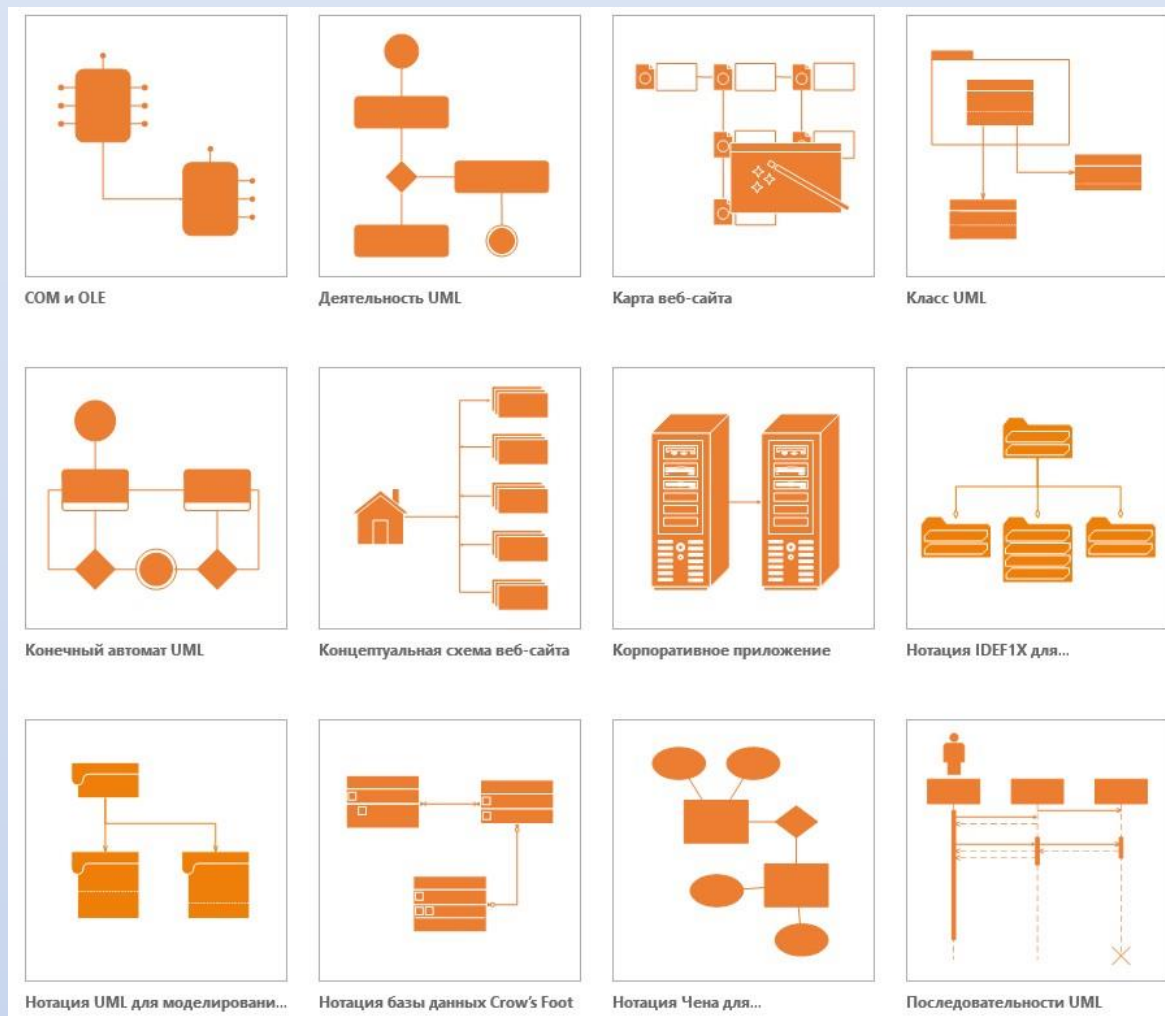 COM и OLE
Деятельность UML
Карта веб-сайта
Класс UML
Конечный автомат UML
Концептуальная схема веб-сайта
Корпоративное приложение
Нотация IDEF1X для...
Нотация UML для моделировани...
Нотация базы данных Crow's Foot
Нотация Чена для...
Последовательности UML